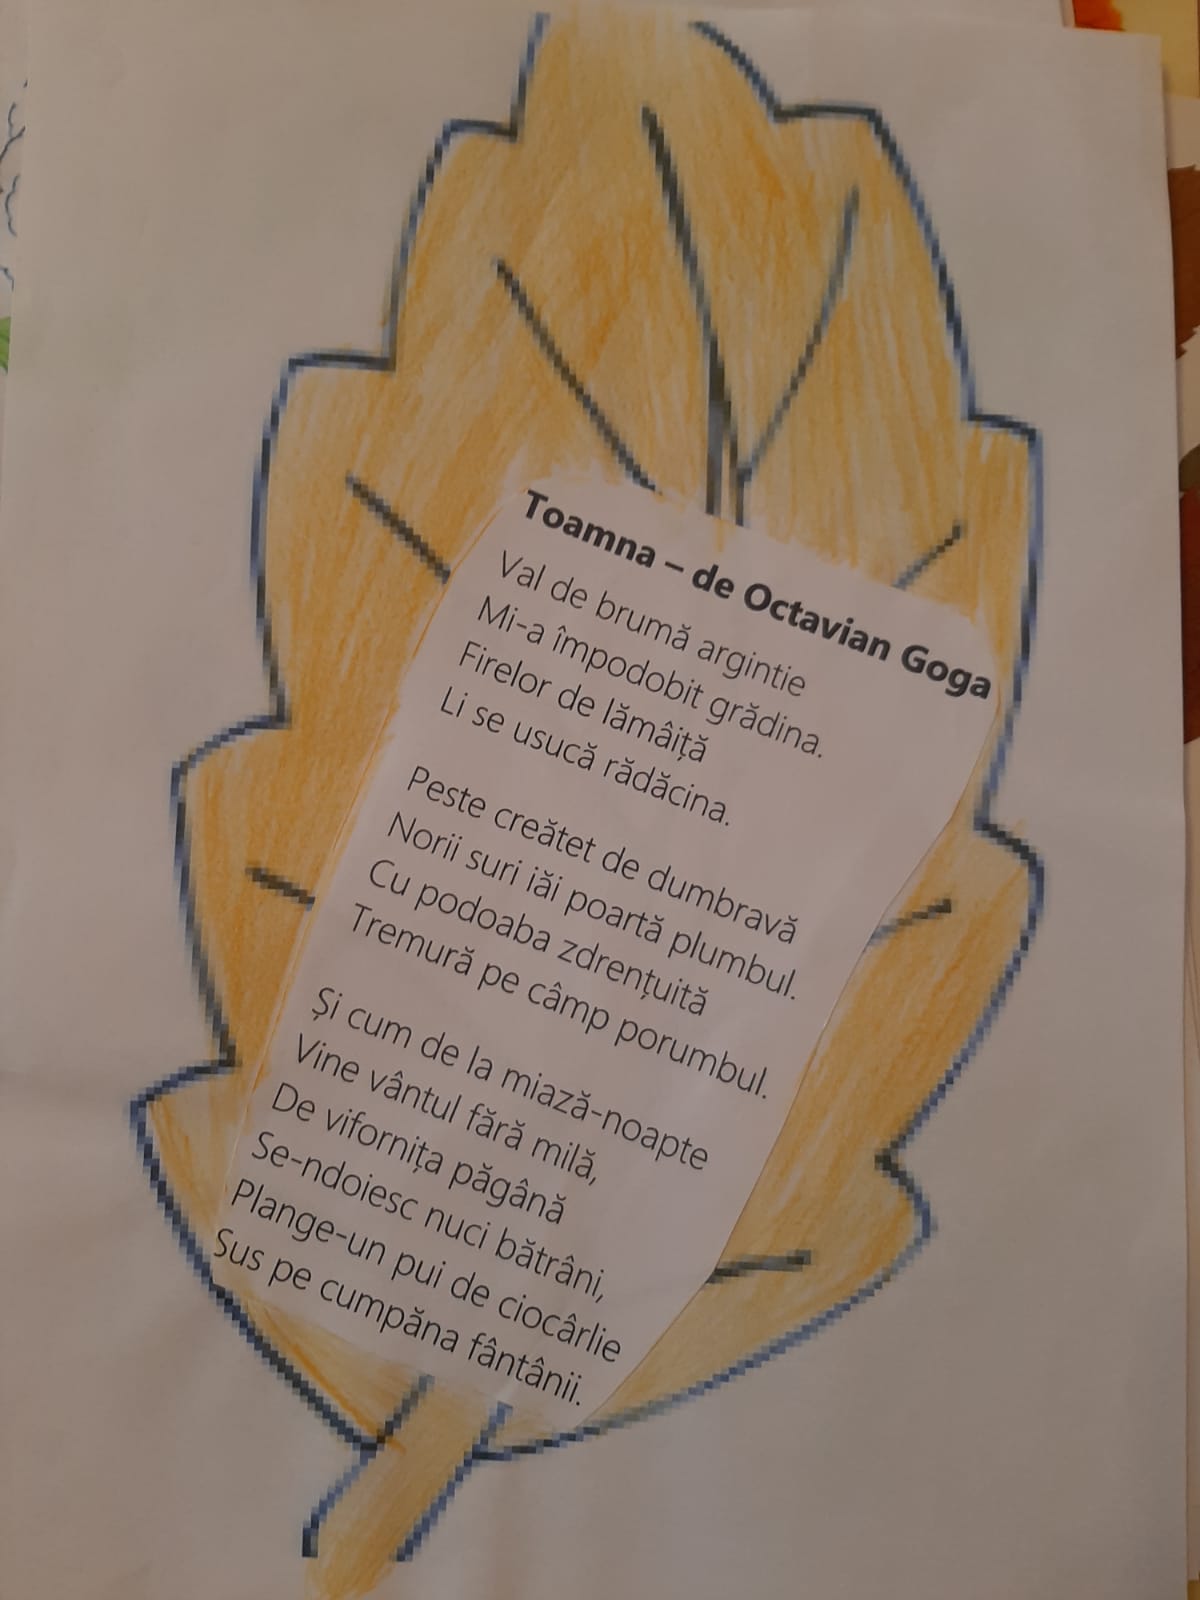 Toamna – de Octavian Goga
Val de brumă argintie
Mi-a împodobit grădina.
Firelor de lămâiță
Li se usucă rădăcina.
Peste creătet de dumbravă
Norii suri iăi poartă plumbul.
Cu podoaba zdrențuită
Tremură pe câmp porumbul.
Și cum de la miază-noapte
Vine vântul fără milă,
De vifornița păgână
Se-ndoiesc nuci bătrâni,
Plange-un pui de ciocârlie
Sus pe cumpăna fântânii.